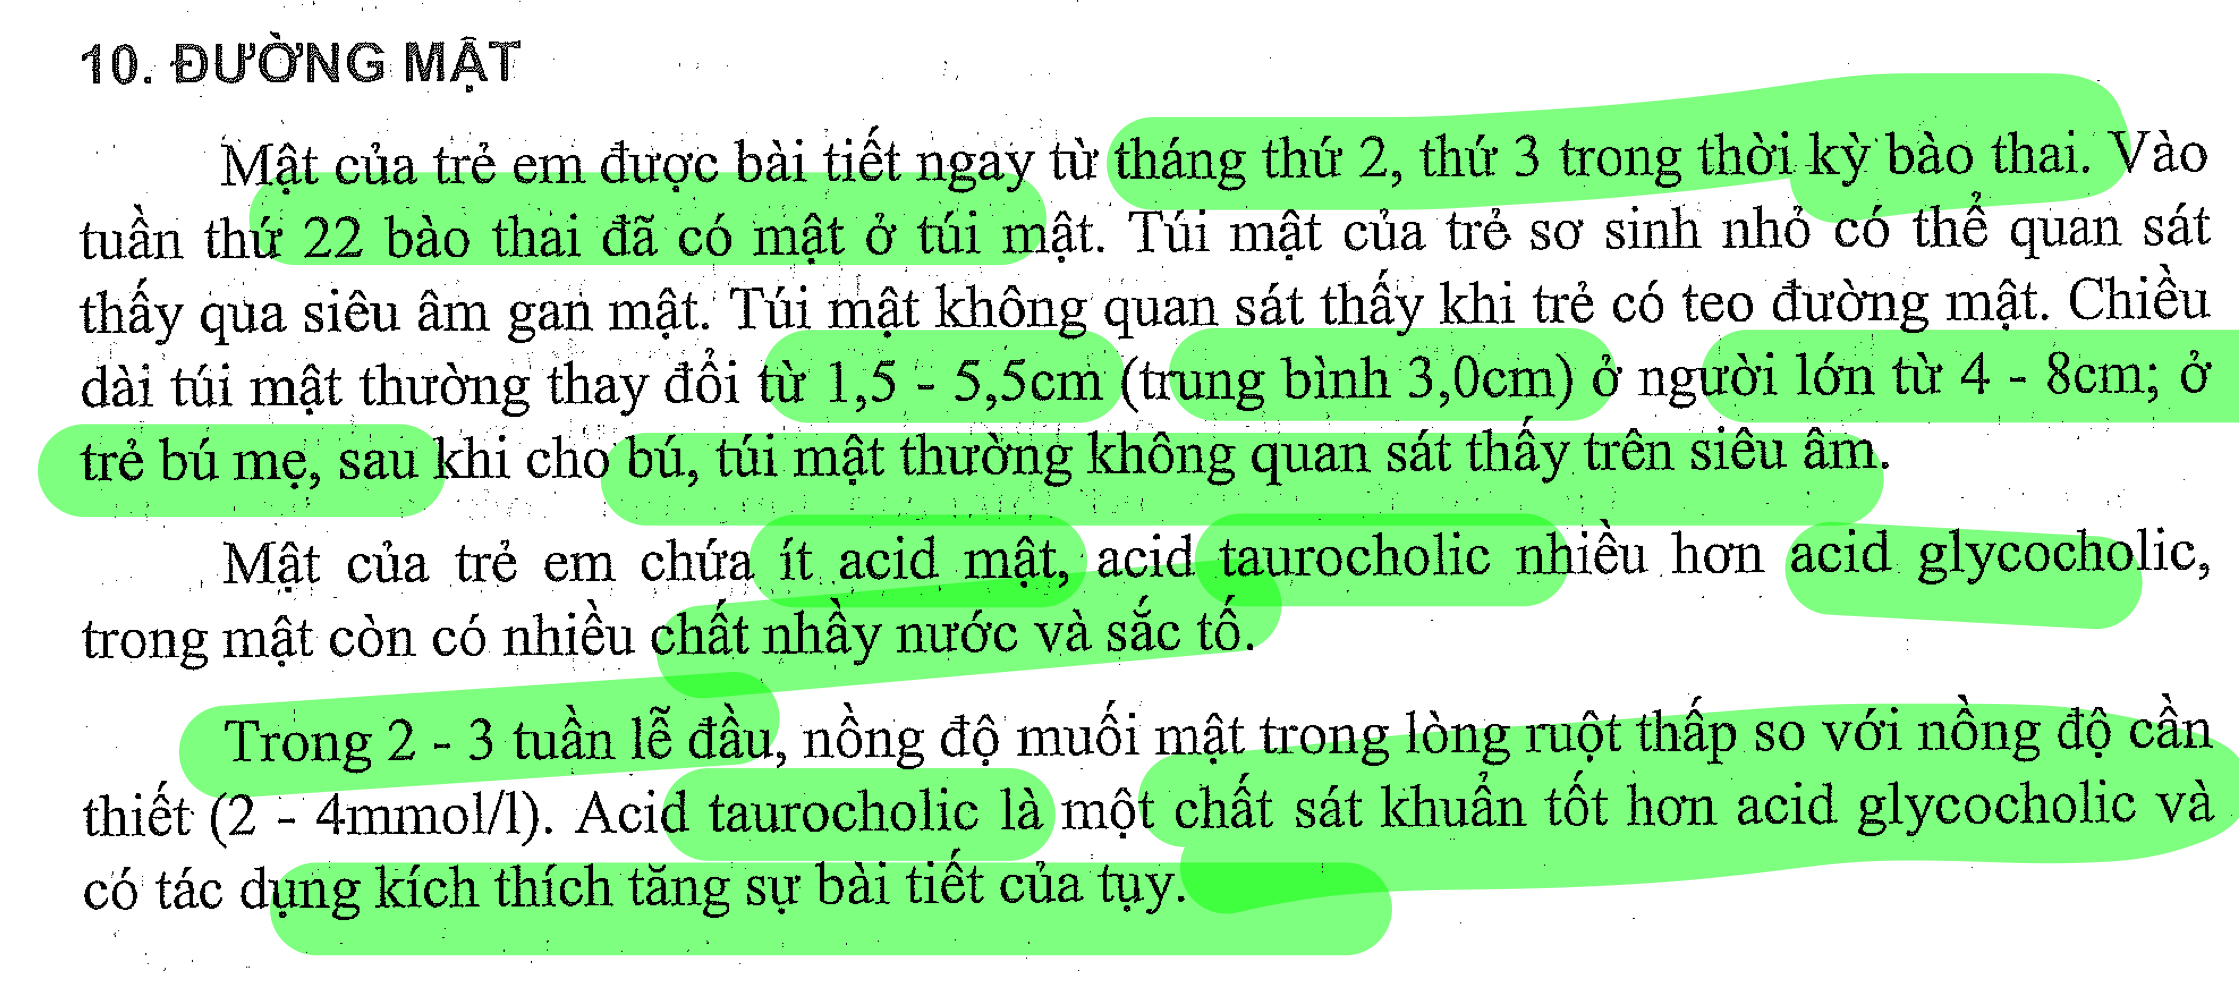 10. ĐƯỜNG MẬT
Mật của trẻ em được bài tiết ngay từ tháng thứ 2, thứ 3 trong thời kỳ bào thai. Vào
tuần thứ 22 bào thai đã có mật ở túi mật. Túi mật của trẻ sơ sinh nhỏ có thể quan sát
thấy qua siêu âm gan mật. Túi mật không quan sát thấy khi trẻ có teo đường mật. Chiều
dài túi mật thường thay đổi từ 1,5 - 5,5cm (trung bình 3,0cm) ở người lớn từ 4 - 8cm; ở
trẻ bú mẹ, sau khi cho bú, túi mật thường không quan sát thấy trên siêu âm.
Mật của trẻ em chứa ít acid mật, acid taurocholic nhiều hơn acid glycocholic,
trong mật còn có nhiều chất nhầy nước và sắc tố.
Trong 2 - 3 tuần lễ đầu, nồng độ muối mật trong lòng ruột thấp so với nồng độ cần
thiết (2 - 4mmol/l). Acid taurocholic là một chất sát khuẩn tốt hơn acid glycocholic và
có tác dụng kích thích tăng sự bài tiết của tụy.